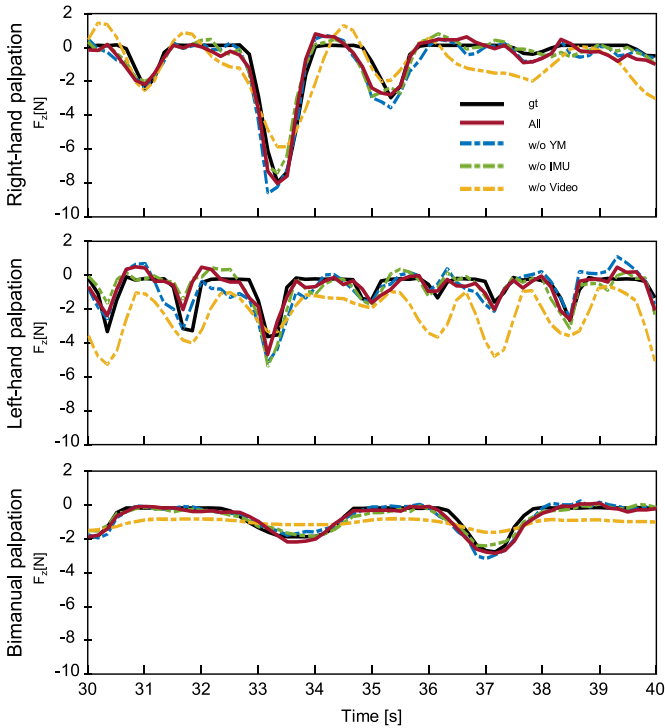 Right-hand palpation
F_z[N]
2
0
-2
-4
-6
-8
-10
gt
All
w/o YM
w/o IMU
w/o Video
Left-hand palpation
F_z[N]
2
0
-2
-4
-6
-8
-10
Bimanual palpation
F_z[N]
2
0
-2
-4
-6
-8
-10
30 31 32 33 34 35 36 37 38 39 40
Time [s]